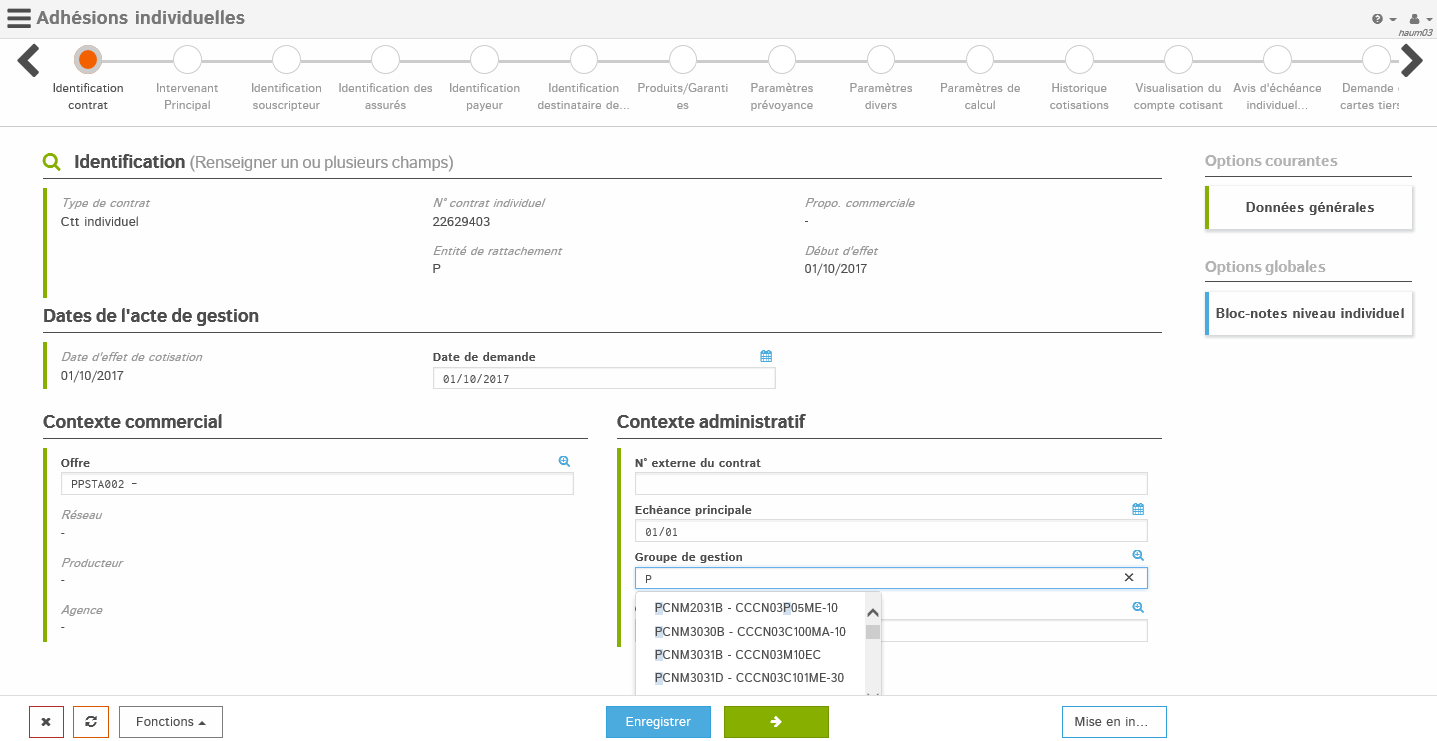 Adhésions individuelles
haum03
Identification contrat
Intervenant Principal
Identification souscripteur
Identification des assurés
Identification payeur
Identification destinataire de...
Produits/Garanti es
Paramètres prévoyance
Paramètres divers
Paramètres de calcul
Historique cotisations
Visualisation du compte cotisant
Avis d'échéance individuel...
Demande cartes tiers
Identification (Renseigner un ou plusieurs champs)
Type de contrat
Ctt individuel
N° contrat individuel
22629403
Propo. commerciale
-
Entité de rattachement
P
Début d'effet
01/10/2017
Dates de l'acte de gestion
Date d'effet de cotisation
01/10/2017
Date de demande
01/10/2017
Contexte commercial
Offre
PPSTA002 -
Réseau
-
Producteur
-
Agence
-
Contexte administratif
N° externe du contrat
Echéance principale
01/01
Groupe de gestion
P
PCNM2031B - CCCN03P05ME-10
PCNM3030B - CCCN03C100MA-10
PCNM3031B - CCCN03M10EC
PCNM3031D - CCCN03C101ME-30
Options courantes
Données générales
Options globales
Bloc-notes niveau individuel
Fonctions
Enregistrer
Mise en in...